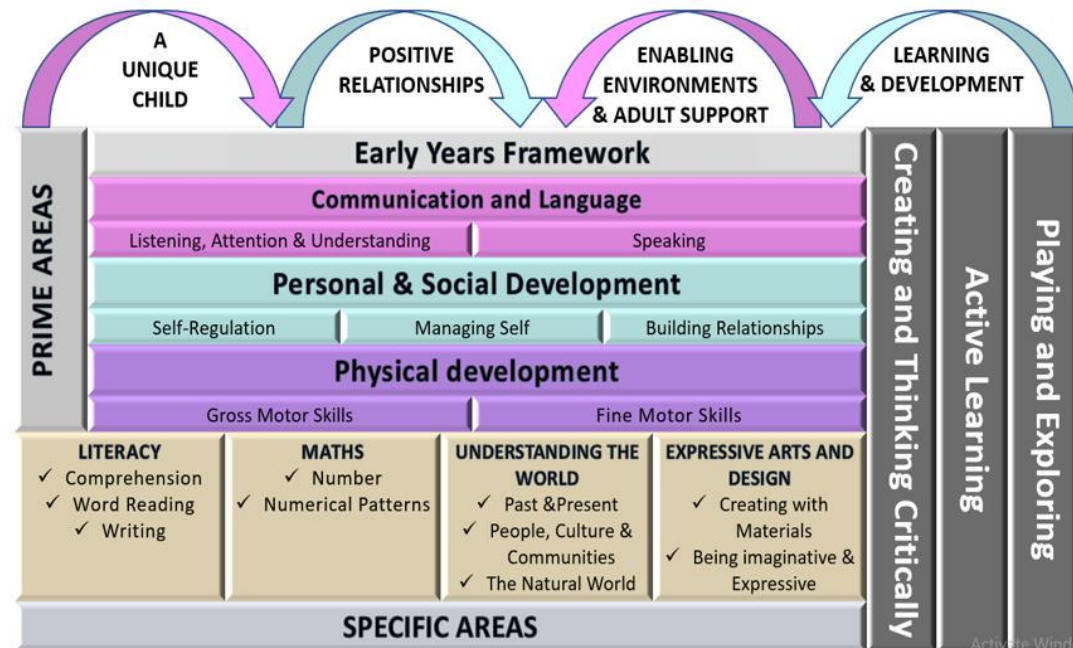 A
UNIQUE
CHILD
POSITIVE
RELATIONSHIPS
ENABLING
ENVIRONMENTS
& ADULT SUPPORT
LEARNING
& DEVELOPMENT
PRIME AREAS
Early Years Framework
Communication and Language
Listening, Attention & Understanding
Speaking
Personal & Social Development
Self-Regulation
Managing Self
Building Relationships
Physical development
Gross Motor Skills
Fine Motor Skills
LITERACY
✓ Comprehension
✓ Word Reading
✓ Writing
MATHS
✓ Number
✓ Numerical Patterns
UNDERSTANDING THE
WORLD
✓ Past &Present
✓ People, Culture &
Communities
✓ The Natural World
EXPRESSIVE ARTS AND
DESIGN
✓ Creating with
Materials
✓ Being imaginative &
Expressive
SPECIFIC AREAS
Creating and Thinking Critically
Active Learning
Playing and Exploring
Activate Wind